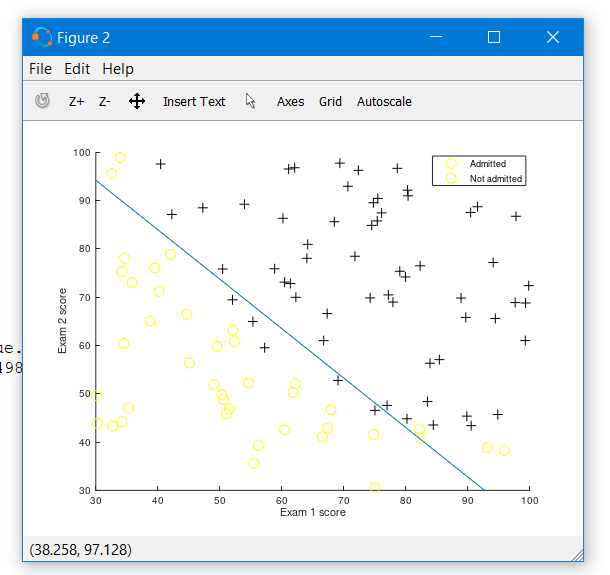 Figure 2
File Edit Help
Z+ Z- Insert Text Axes Grid Autoscale
100
90
80
70
60
50
40
30
Exam 2 score
30 40 50 60 70 80 90 100
Exam 1 score
Admitted
Not admitted
ue.
498
(38.258, 97.128)